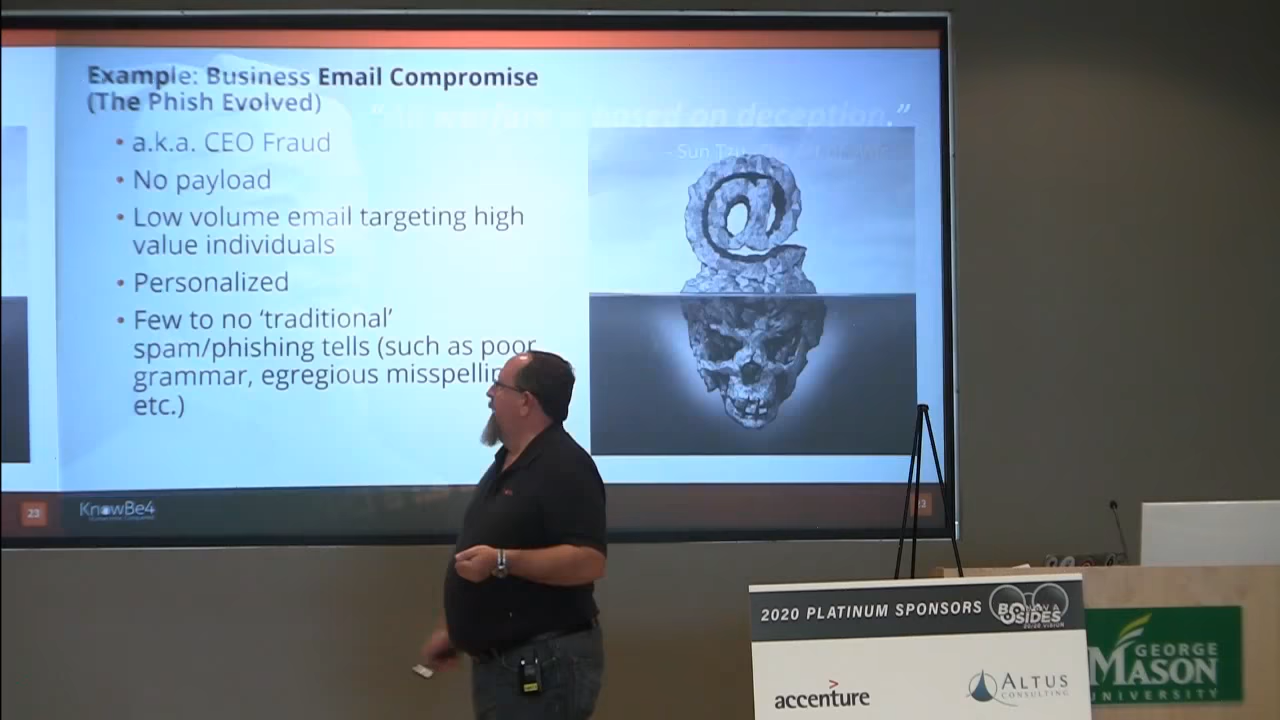 Example: Business Email Compromise
(The Phish Evolved)
• a.k.a. CEO Fraud
• No payload
• Low volume email targeting high
value individuals
• Personalized
• Few to no ‘traditional’
spam/phishing tells (such as poor
grammar, egregious misspellin
etc.)
warfare is based on deception.”
- Sun Tzu
23
KnowBe4
2020 PLATINUM SPONSORS
SIDES
accenture
ALTUS
CONSULTING
GEORGE
MASON
UNIVERSITY